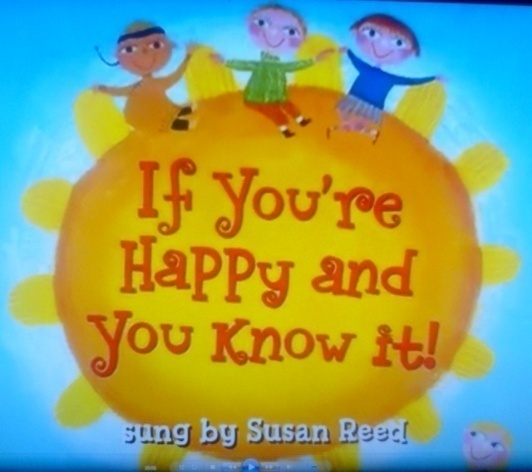 If You're
Happy and
You Know it!
sung by Susan Reed